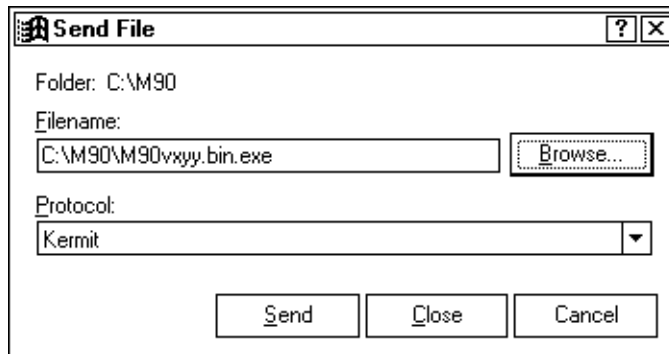 Send File
?
X
Folder: C:\M90
Filename:
C:\M90\M90vxyy.bin.exe
Browse...
Protocol:
Kermit
Send
Close
Cancel